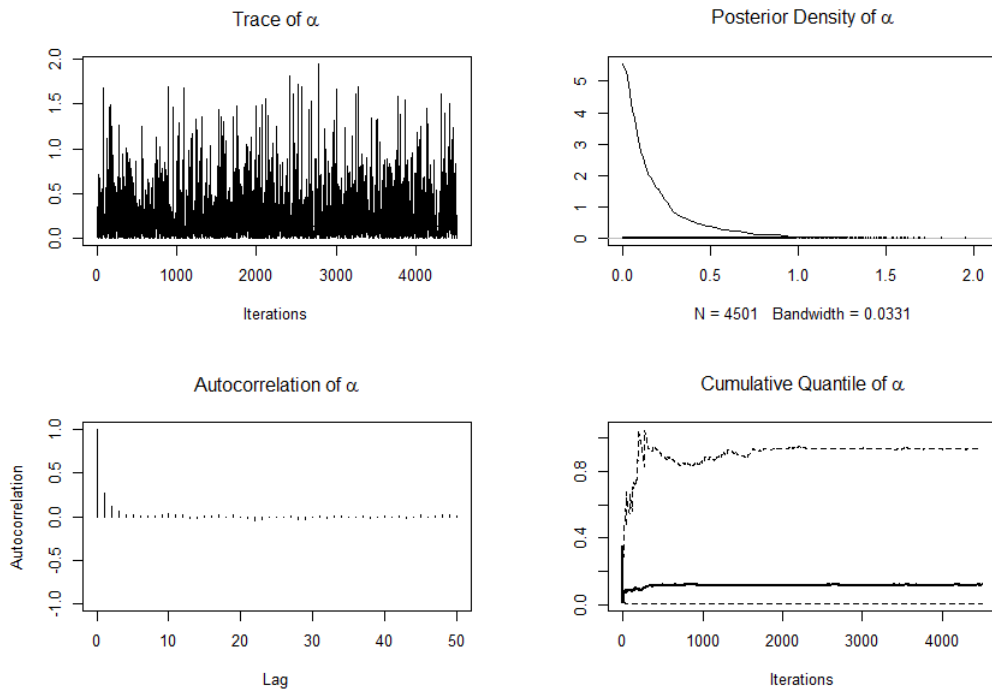 Trace of α
0.0 0.5 1.0 1.5 2.0
0 1000 2000 3000 4000
Iterations
Posterior Density of α
0 1 2 3 4 5
0.0 0.5 1.0 1.5 2.0
N = 4501 Bandwidth = 0.0331
Autocorrelation of α
Autocorrelation
-1.0 -0.5 0.0 0.5 1.0
0 10 20 30 40 50
Lag
Cumulative Quantile of α
0.0 0.4 0.8
0 1000 2000 3000 4000
Iterations